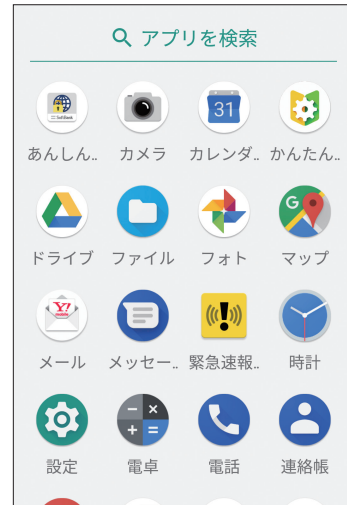 アプリを検索
SoftBank
31
あんしん.. カメラ カレンダ.. かんたん..
G
ドライブ ファイル フォト マップ
Y!
メール メッセー.. 緊急速報.. 時計
設定 電卓 電話 連絡帳